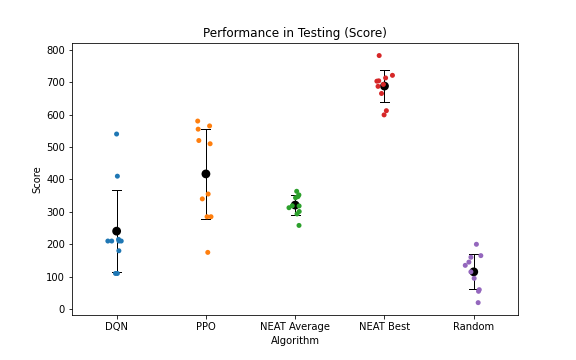 Performance in Testing (Score)
800
700
600
500
400
300
200
100
0
Score
DQN PPO NEAT Average NEAT Best Random
Algorithm